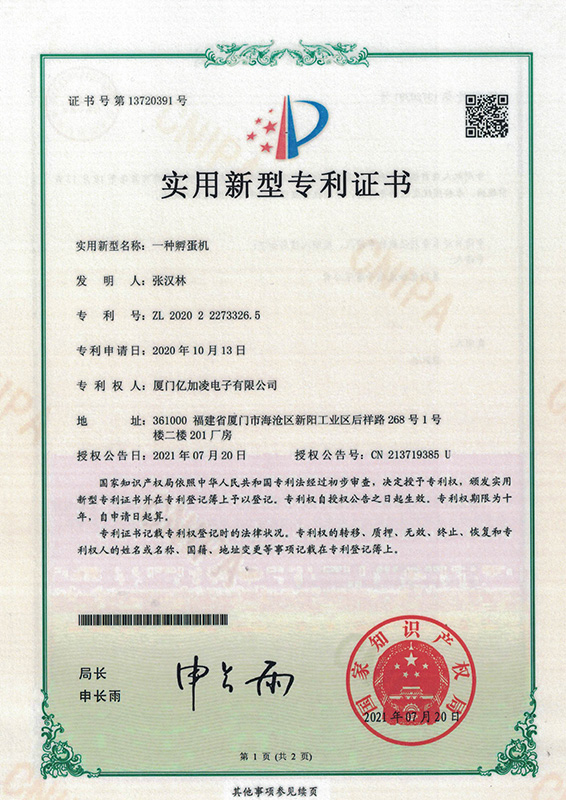 证书号第13720391号
实用新型专利证书
实用新型名称：一种孵蛋机
发明人：张汉林
专利号：ZL 2020 2 2273326.5
专利申请日：2020年10月13日
专利权人：厦门亿加凌电子有限公司
地址：361000 福建省厦门市海沧区新阳工业区后祥路268号1号
楼二楼201厂房
授权公告日：2021年07月20日 授权公告号：CN 213719385 U
国家知识产权局依照中华人民共和国专利法经过初步审查，决定授予专利权，颁发实用
新型专利证书并在专利登记簿上予以登记。专利权自授权公告之日起生效。专利权期限为十
年，自申请日起算。
专利证书记载专利权登记时的法律状况。专利权的转移、质押、无效、终止、恢复和专
利权人的姓名或名称、国籍、地址变更等事项记载在专利登记簿上。
局长
申长雨
申长雨
国家知识产权局
2021年07月20日
第1页(共2页)
其他事项参见续页
CNIPA
CNIPA